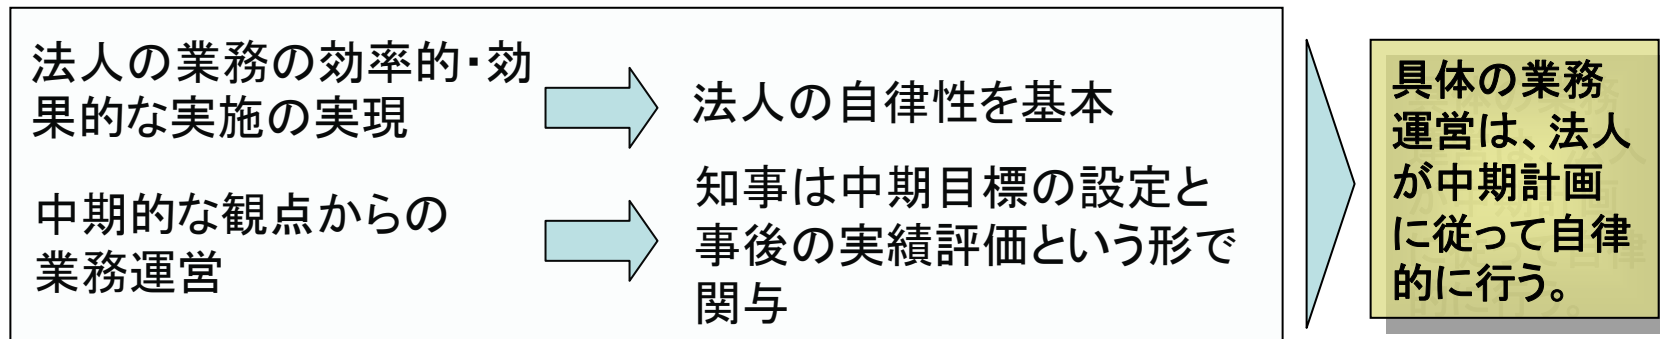 法人の業務の効率的・効
果的な実施の実現
法人の自律性を基本
中期的な観点からの
業務運営
知事は中期目標の設定と
事後の実績評価という形で
関与
具体の業務
運営は、法人
が中期計画
に従って自律
的に行う。